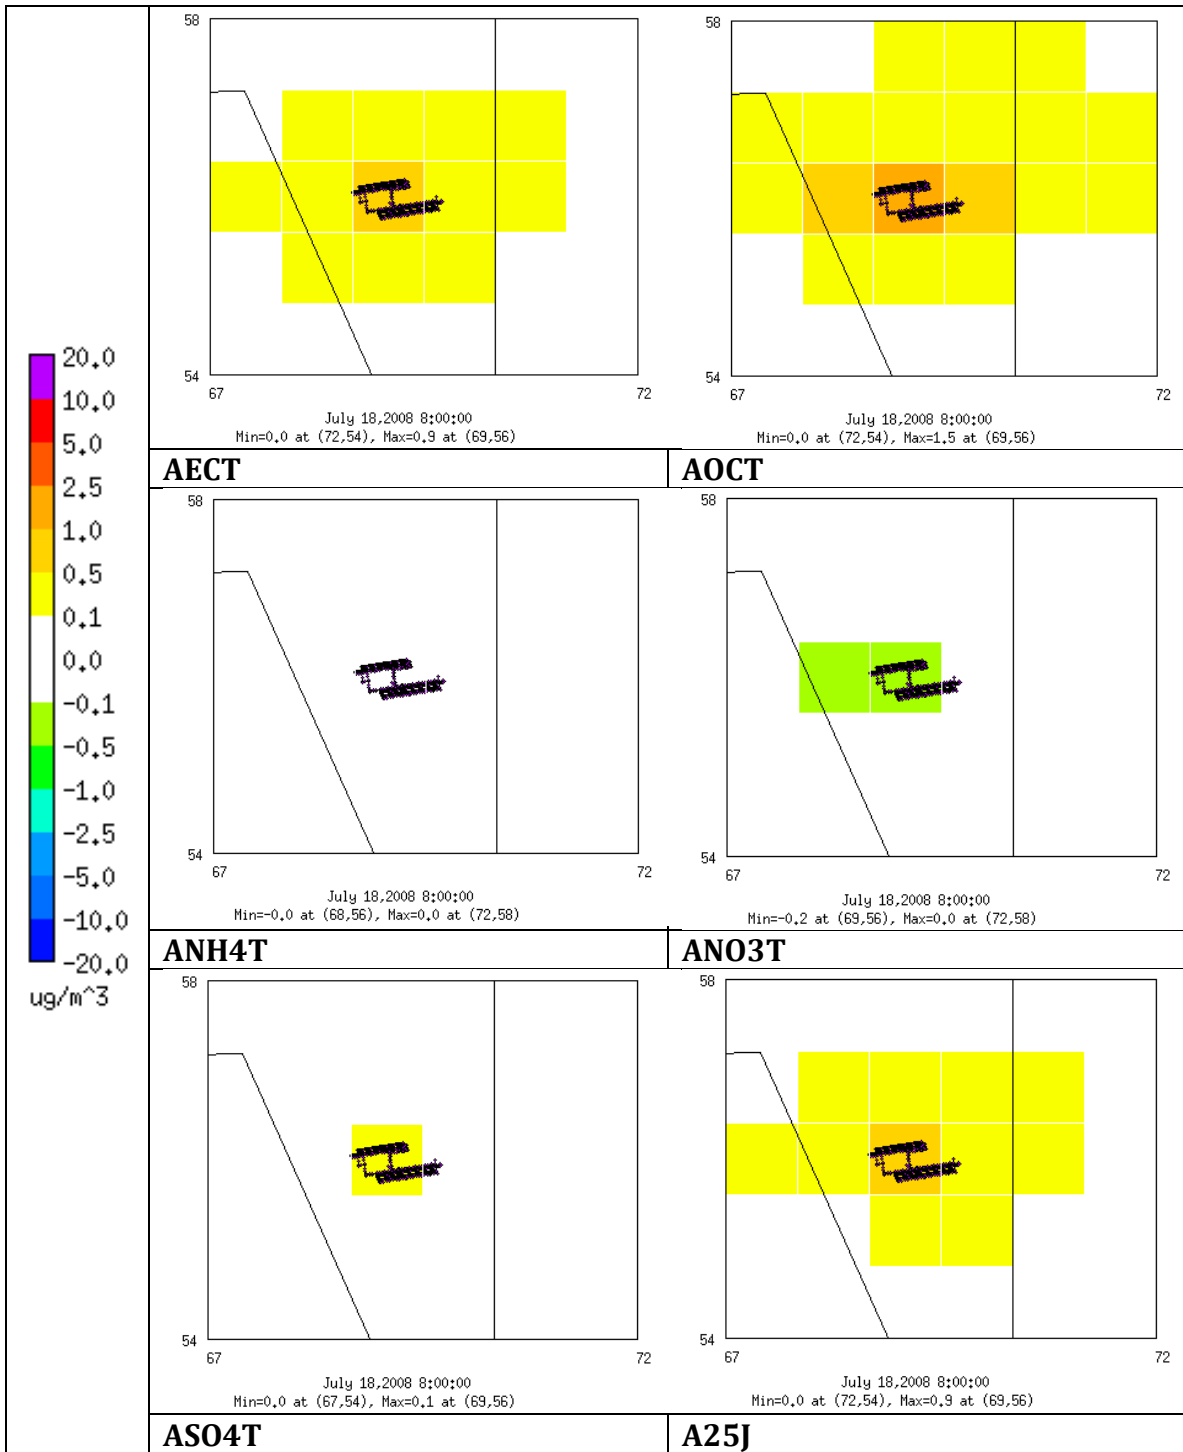 20.0
10.0
5.0
2.5
1.0
0.5
0.1
0.0
-0.1
-0.5
-1.0
-2.5
-5.0
-10.0
-20.0
ug/m^3
58
54
67
72
July 18,2008 8:00:00
Min=0.0 at (72,54), Max=0.9 at (69,56)
AECT
58
54
67
72
July 18,2008 8:00:00
Min=0.0 at (72,54), Max=1.5 at (69,56)
AOCT
58
54
67
72
July 18,2008 8:00:00
Min=-0.0 at (68,56), Max=0.0 at (72,58)
ANH4T
58
54
67
72
July 18,2008 8:00:00
Min=-0.2 at (69,56), Max=0.0 at (72,58)
ANO3T
58
54
67
72
July 18,2008 8:00:00
Min=0.0 at (67,54), Max=0.1 at (69,56)
ASO4T
58
54
67
72
July 18,2008 8:00:00
Min=0.0 at (72,54), Max=0.9 at (69,56)
A25J